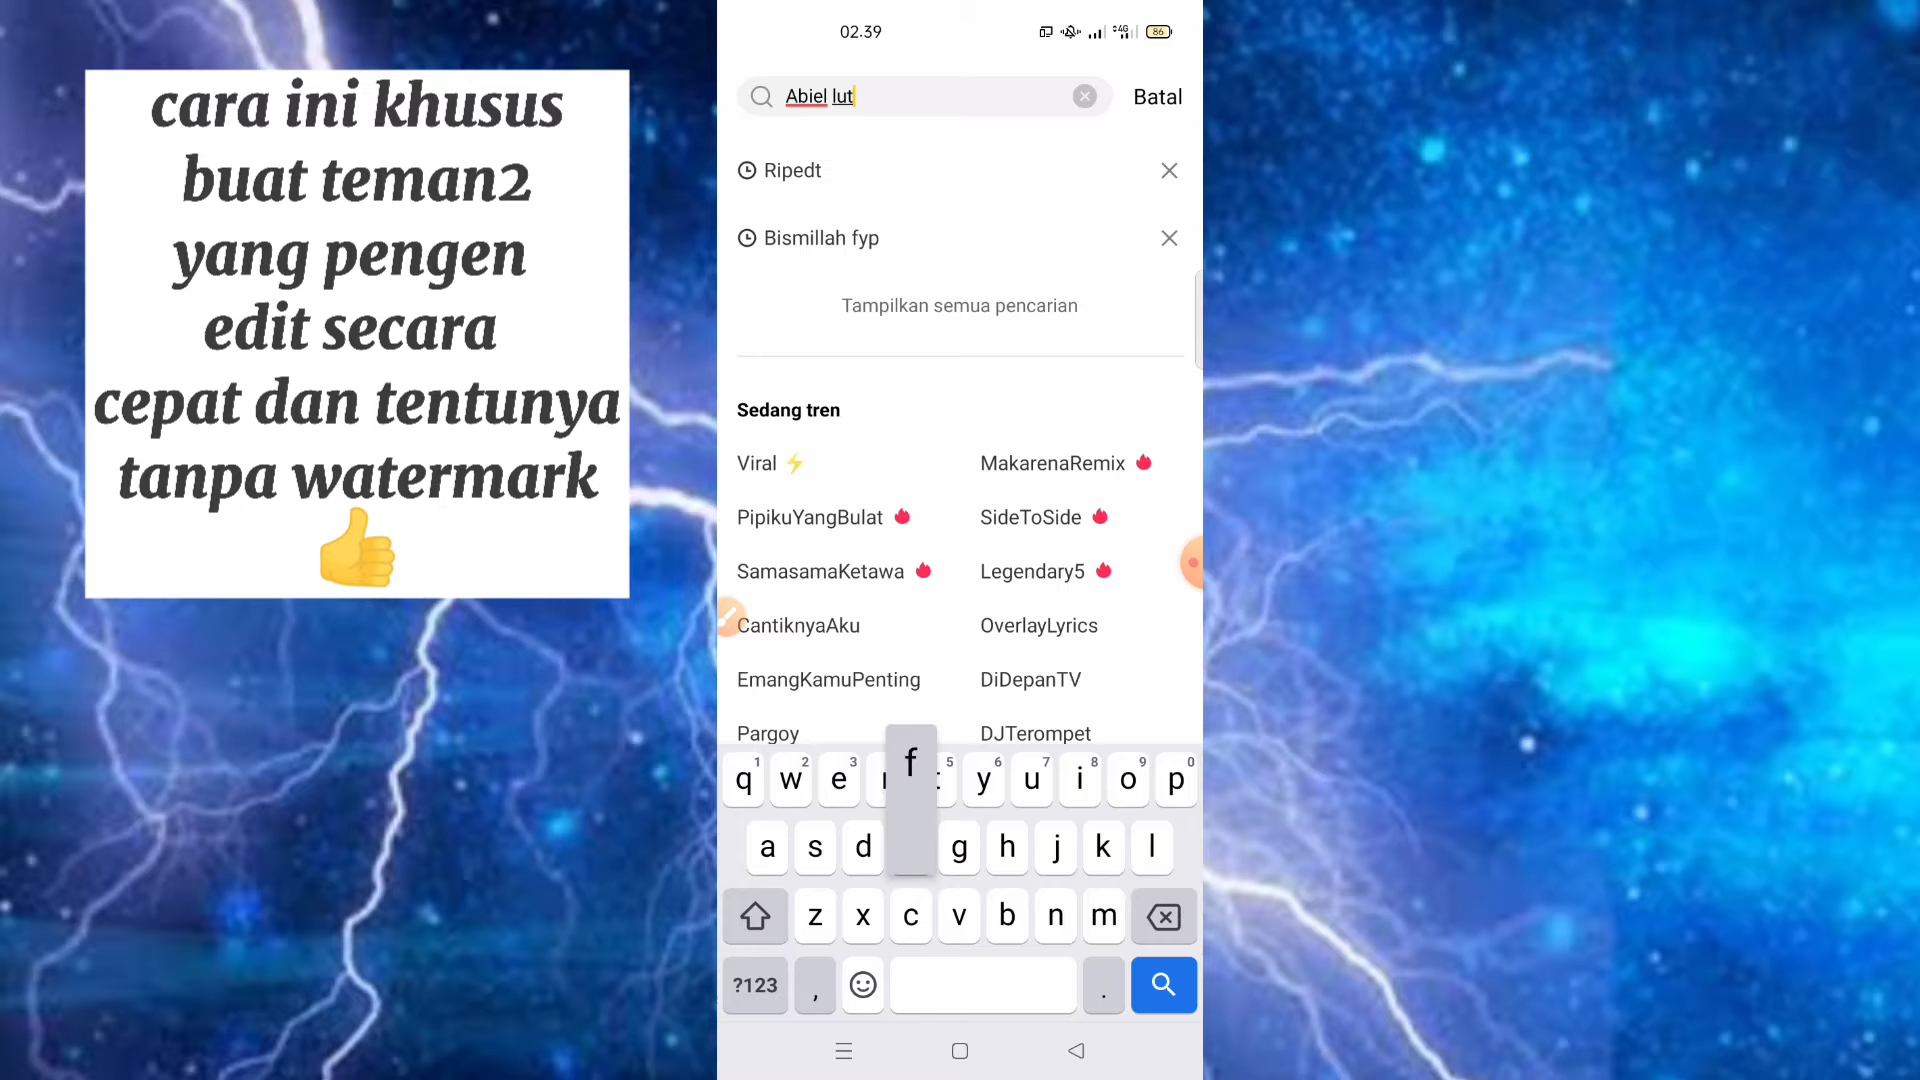 cara ini khusus
buat teman2
yang pengen
edit secara
cepat dan tentunya
tanpa watermark
02.39
4G
86
Abiel lut
Batal
Ripedt
Bismillah fyp
Tampilkan semua pencarian
Sedang tren
Viral
MakarenaRemix
PipikuYangBulat
SideToSide
SamasamaKetawa
Legendary5
CantiknyaAku
OverlayLyrics
EmangKamuPenting
DiDepanTV
Pargoy
DJTerompet
f
q 1 w 2 e 3 r t 5 y 6 u 7 i 8 o 9 p 0
a s d g h j k l
z x c v b n m
?123 , .